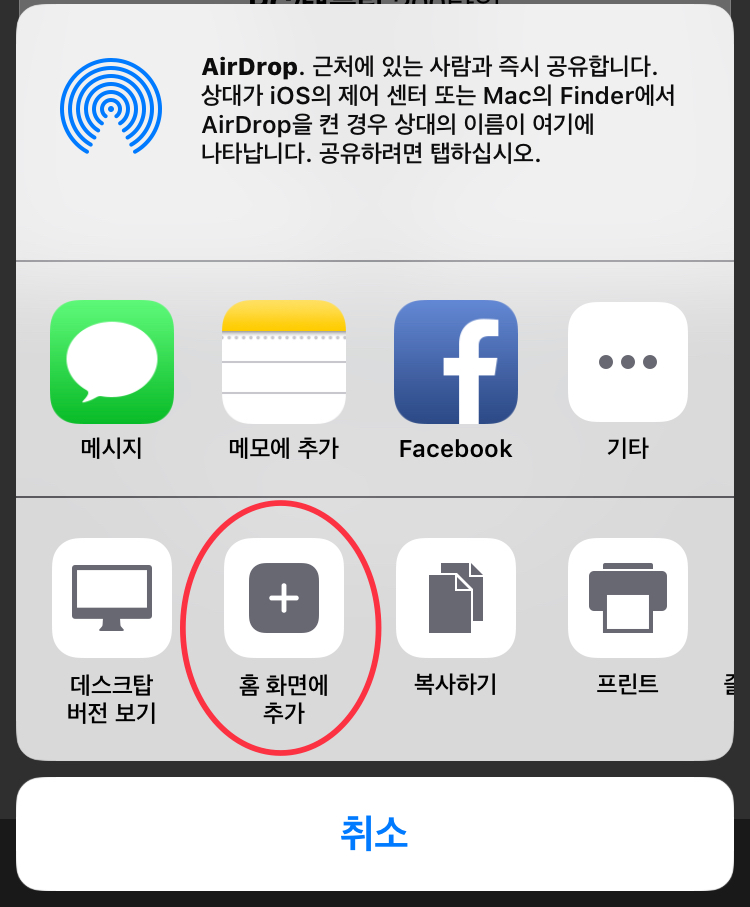 AirDrop. 근처에 있는 사람과 즉시 공유합니다.
상대가 iOS의 제어 센터 또는 Mac의 Finder에서
AirDrop을 켠 경우 상대의 이름이 여기에
나타납니다. 공유하려면 탭하십시오.
메시지
메모에 추가
Facebook
기타
데스크탑
버전 보기
홈 화면에
추가
복사하기
프린트
취소